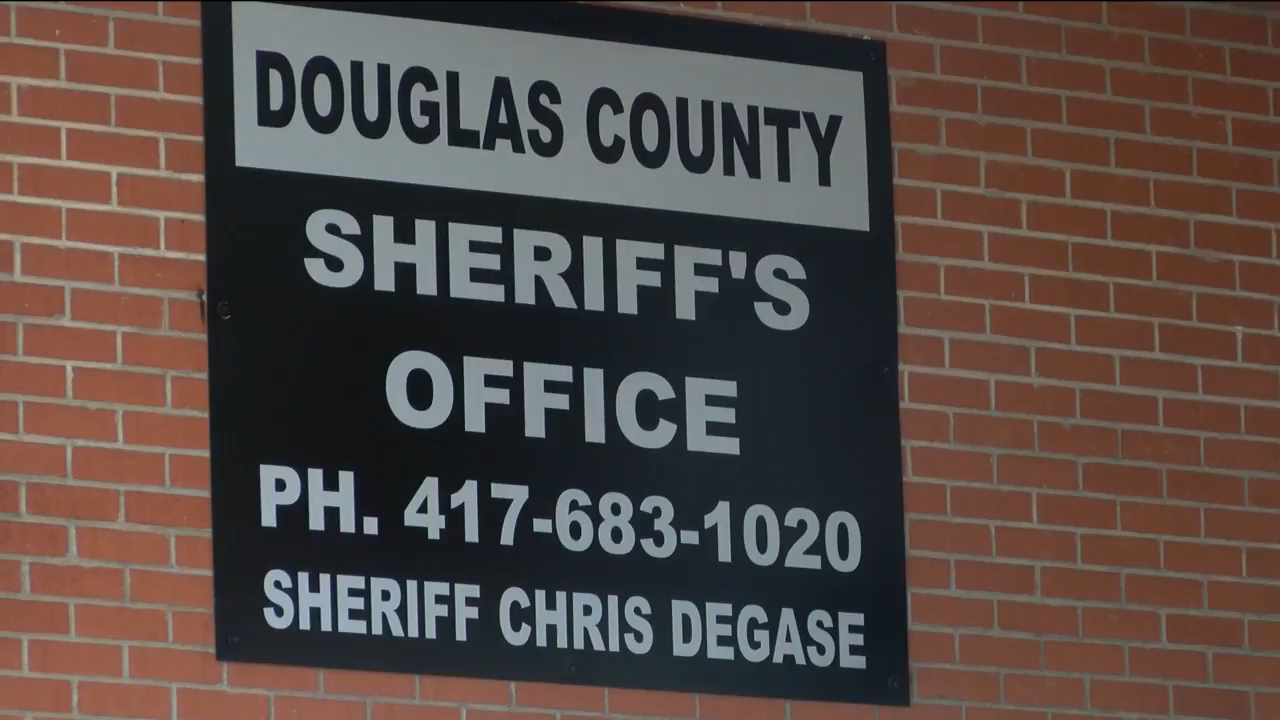 DOUGLAS COUNTY
SHERIFF'S
OFFICE
PH. 417-683-1020
SHERIFF CHRIS DEGASE